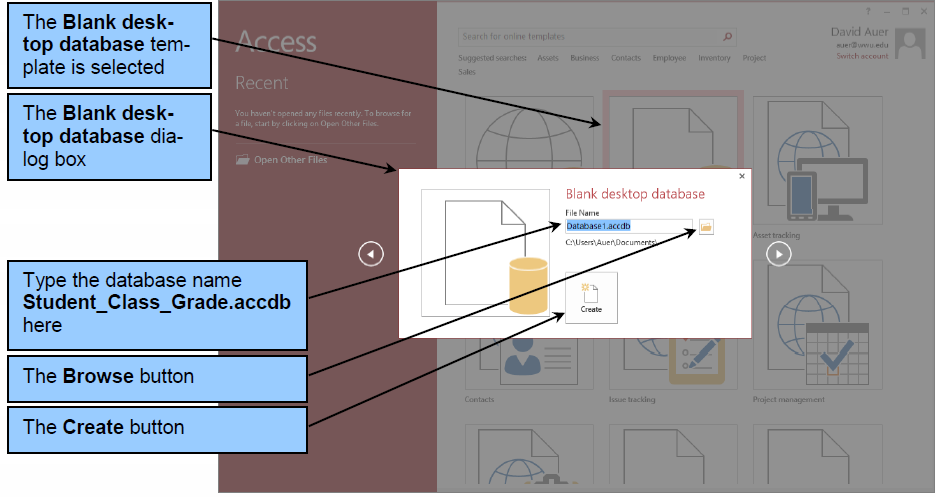 The Blank desk-
top database tem-
plate is selected
The Blank desk-
top database dia-
log box
Type the database name
Student_Class_Grade.accdb
here
The Browse button
The Create button
Access
Recent
You haven't opened any files recently. To browse for
a file, start by clicking on Open Other Files.
Open Other Files
?
David Auer
auer@wwu.edu
Switch account
Search for online templates
Suggested searches: Assets Business Contacts Employee Inventory Project
Sales
Blank desktop database
File Name
Database1.accdb
C:\Users\Auer\Documents\
Create
Asset tracking
Contacts
Issue tracking
Project management